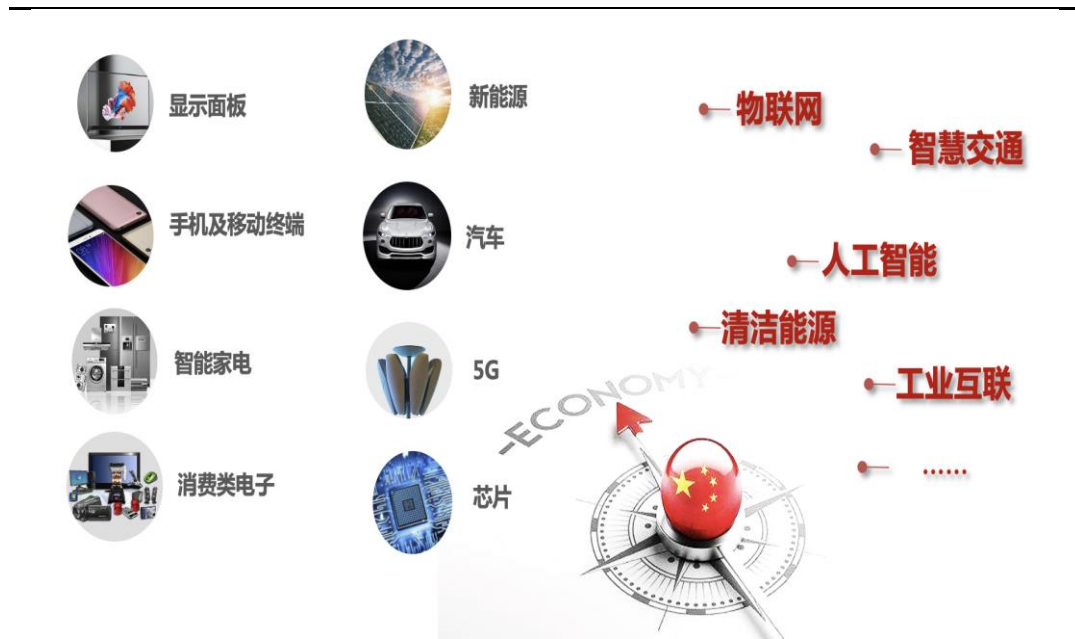 显示面板
新能源
物联网
智慧交通
手机及移动终端
汽车
人工智能
清洁能源
智能家电
5G
工业互联
ECONOMY
消费类电子
芯片
······